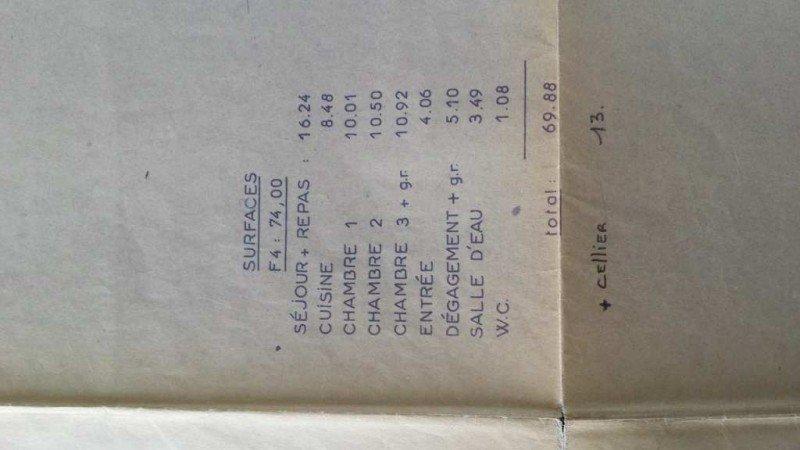 SURFACES
F4 : 74,00
SÉJOUR + REPAS : 16.24
CUISINE 8.48
CHAMBRE 1 10.01
CHAMBRE 2 10.50
CHAMBRE 3 + g.r. 10.92
ENTRÉE 4.06
DÉGAGEMENT + g.r. 5.10
SALLE D'EAU 3.49
W.C. 1.08
total : 69.88
+ CELLIER 13.